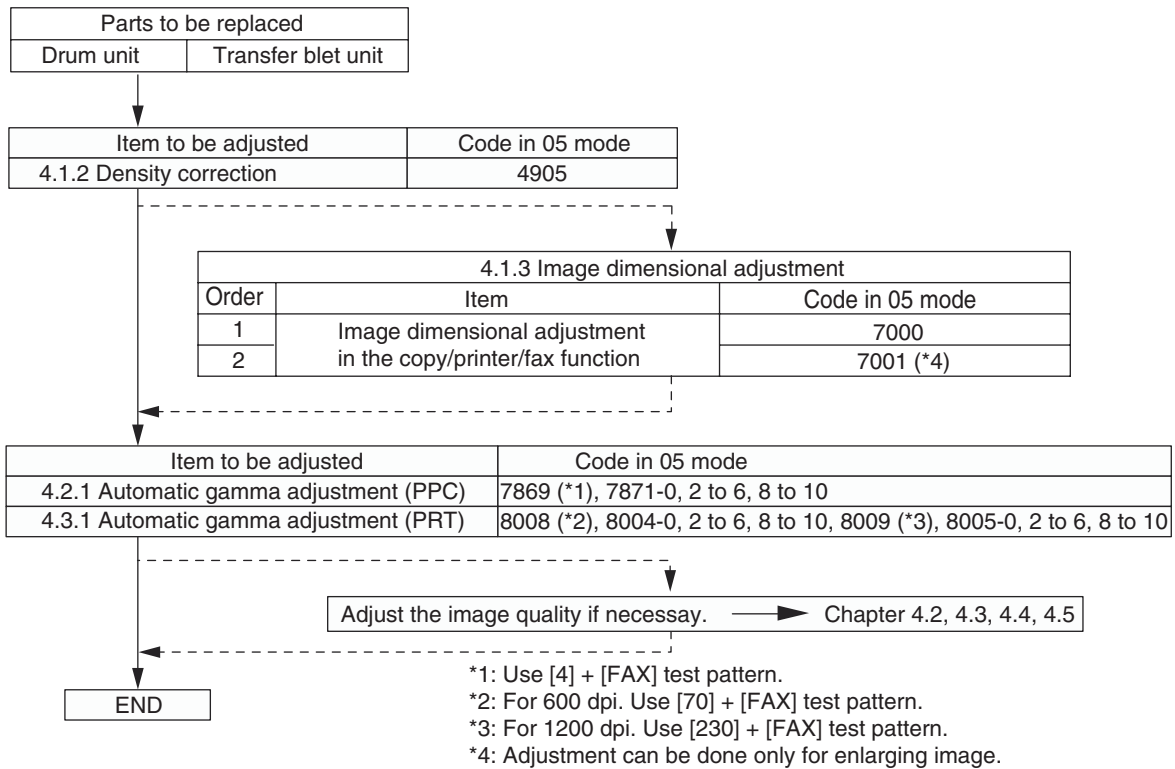 Parts to be replaced
Drum unit Transfer blet unit
Item to be adjusted Code in 05 mode
4.1.2 Density correction 4905
4.1.3 Image dimensional adjustment
Order Item Code in 05 mode
1 Image dimensional adjustment 7000
2 in the copy/printer/fax function 7001 (*4)
Item to be adjusted Code in 05 mode
4.2.1 Automatic gamma adjustment (PPC) 7869 (*1), 7871-0, 2 to 6, 8 to 10
4.3.1 Automatic gamma adjustment (PRT) 8008 (*2), 8004-0, 2 to 6, 8 to 10, 8009 (*3), 8005-0, 2 to 6, 8 to 10
Adjust the image quality if necessay. Chapter 4.2, 4.3, 4.4, 4.5
END
*1: Use [4] + [FAX] test pattern.
*2: For 600 dpi. Use [70] + [FAX] test pattern.
*3: For 1200 dpi. Use [230] + [FAX] test pattern.
*4: Adjustment can be done only for enlarging image.